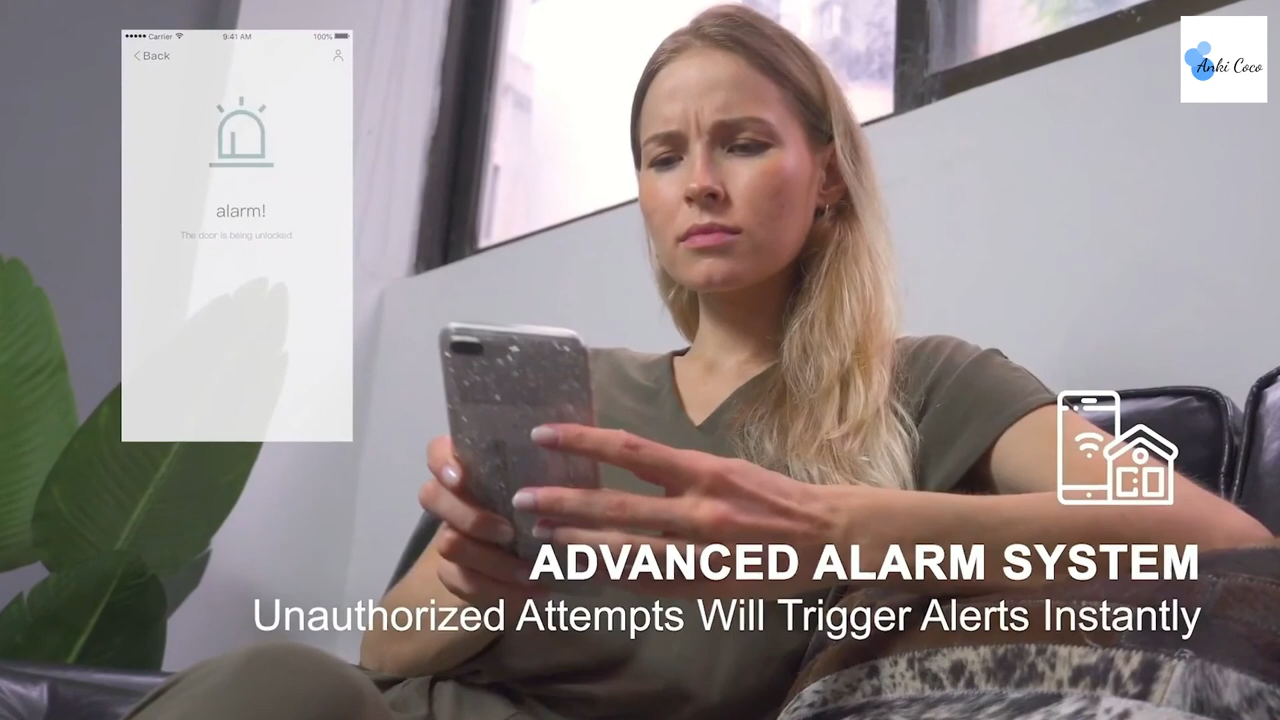 Carrier 9:41 AM 100%
Back
Anki Coco
alarm!
The door is being unlocked.
ADVANCED ALARM SYSTEM
Unauthorized Attempts Will Trigger Alerts Instantly